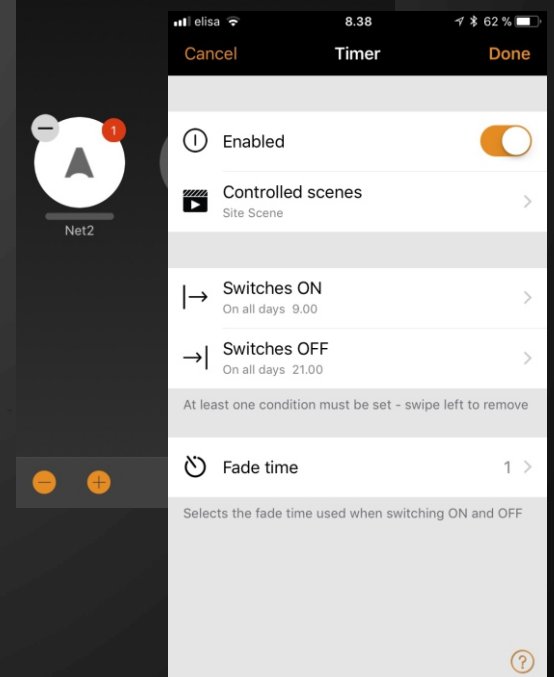 elisa 8.38 62 %
Cancel Timer Done
1
Net2
Enabled
Controlled scenes
Site Scene
Switches ON
On all days 9.00
Switches OFF
On all days 21.00
At least one condition must be set - swipe left to remove
Fade time 1
Selects the fade time used when switching ON and OFF
?